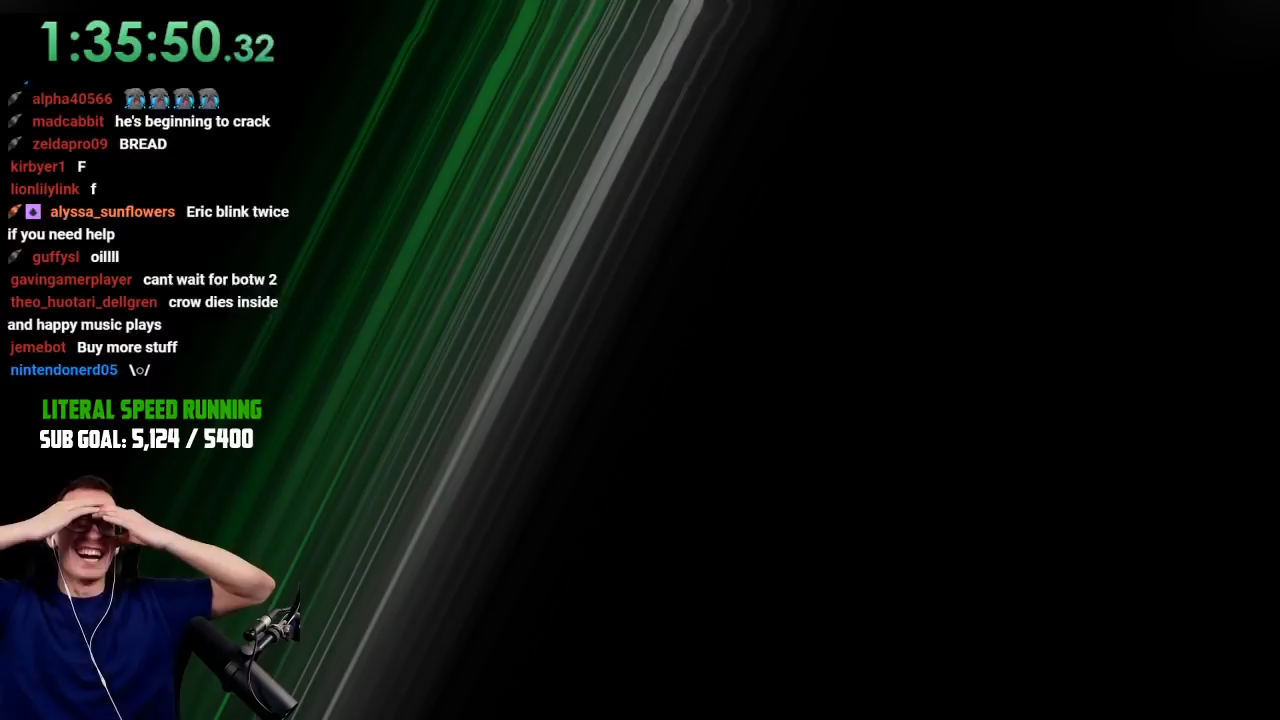 1:35:50.32
alpha40566
madcabbit he's beginning to crack
zeldapro09 BREAD
kirbyer1 F
lionlilylink f
alyssa_sunflowers Eric blink twice
if you need help
guffysl oillll
gavingamerplayer cant wait for botw 2
theo_huotari_dellgren crow dies inside
and happy music plays
jemebot Buy more stuff
nintendonerd05 \o/
LITERAL SPEED RUNNING
SUB GOAL: 5,124 / 5400